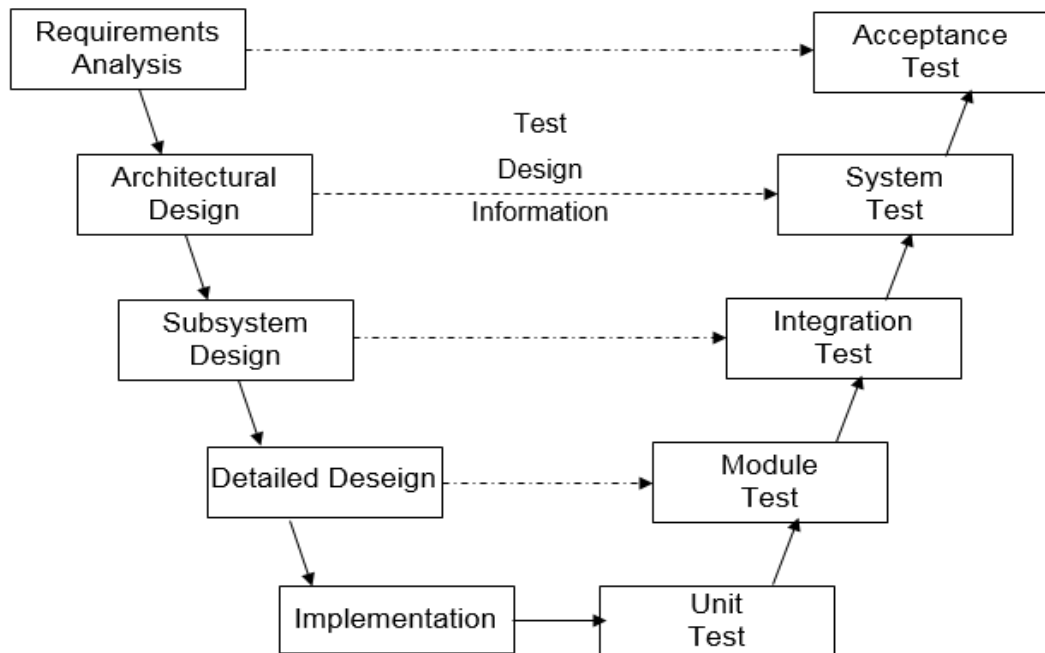 Requirements
Analysis
Acceptance
Test
Test
Design
Information
Architectural
Design
System
Test
Subsystem
Design
Integration
Test
Detailed Deseign
Module
Test
Implementation
Unit
Test